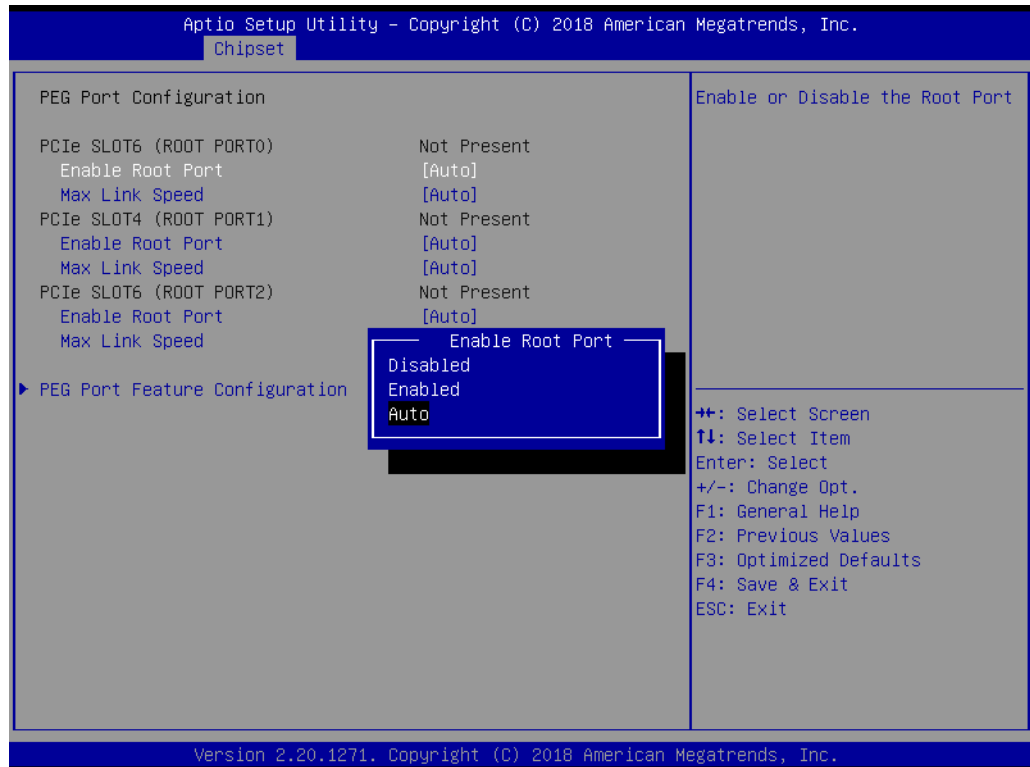 Aptio Setup Utility – Copyright (C) 2018 American Megatrends, Inc.
Chipset
PEG Port Configuration
Enable or Disable the Root Port
PCIe SLOT6 (ROOT PORT0) Not Present
Enable Root Port [Auto]
Max Link Speed [Auto]
PCIe SLOT4 (ROOT PORT1) Not Present
Enable Root Port [Auto]
Max Link Speed [Auto]
PCIe SLOT6 (ROOT PORT2) Not Present
Enable Root Port [Auto]
Max Link Speed
Enable Root Port
Disabled
Enabled
Auto
▶ PEG Port Feature Configuration
→←: Select Screen
↑↓: Select Item
Enter: Select
+/-: Change Opt.
F1: General Help
F2: Previous Values
F3: Optimized Defaults
F4: Save & Exit
ESC: Exit
Version 2.20.1271. Copyright (C) 2018 American Megatrends, Inc.